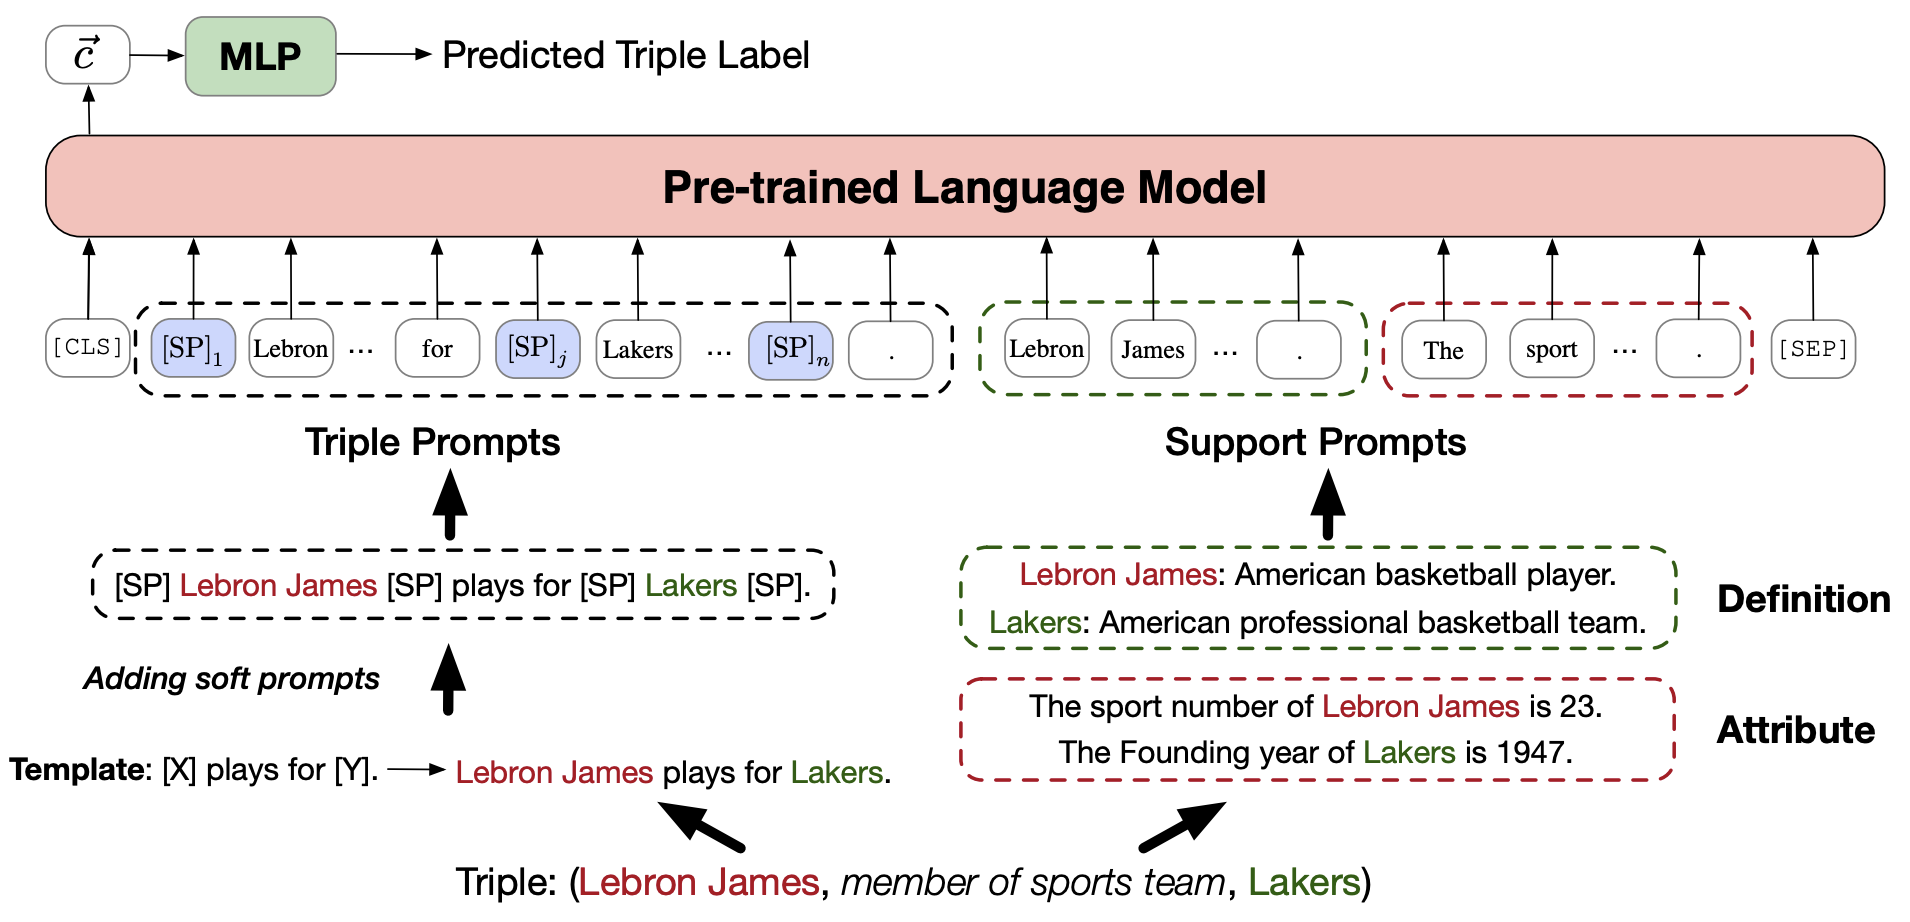 c⃗ MLP Predicted Triple Label
Pre-trained Language Model
[CLS] [SP]₁ Lebron ... for [SP]ⱼ Lakers ... [SP]ₙ . Lebron James ... . The sport ... . [SEP]
Triple Prompts
Support Prompts
[SP] Lebron James [SP] plays for [SP] Lakers [SP].
Lebron James: American basketball player.
Lakers: American professional basketball team.
Definition
Adding soft prompts
The sport number of Lebron James is 23.
The Founding year of Lakers is 1947.
Attribute
Template: [X] plays for [Y]. Lebron James plays for Lakers.
Triple: (Lebron James, member of sports team, Lakers)